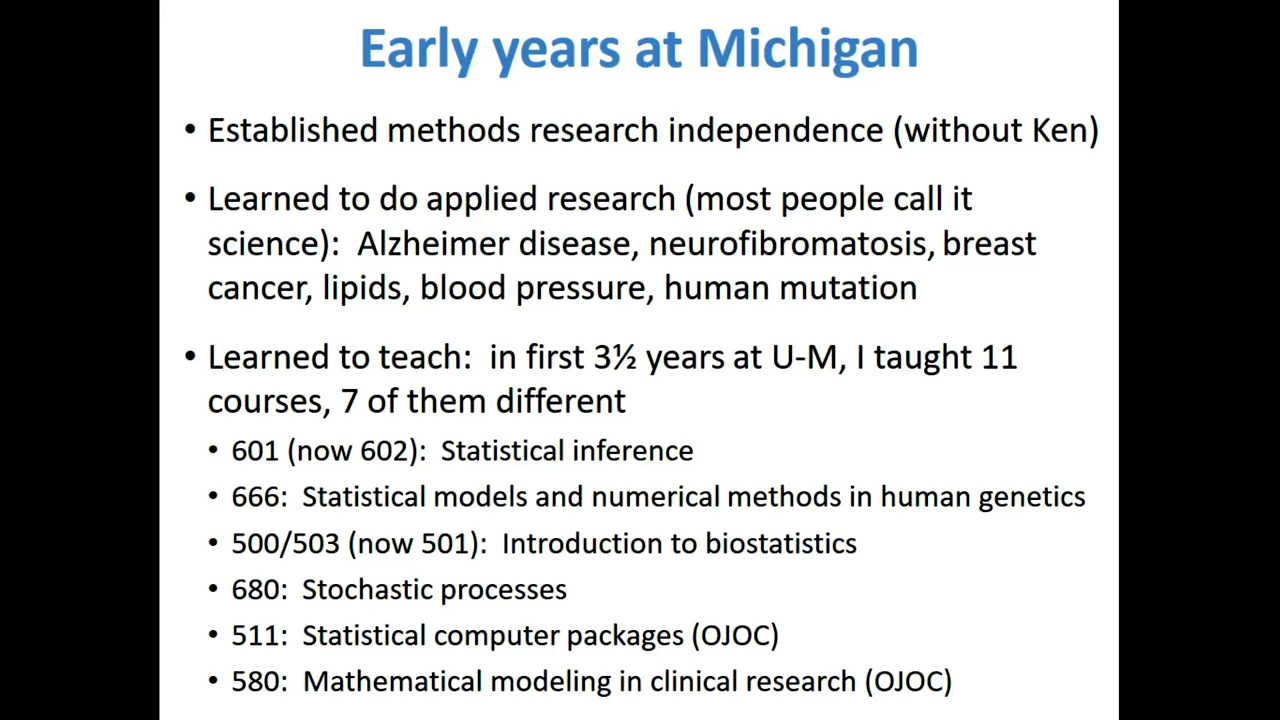 Early years at Michigan
• Established methods research independence (without Ken)
• Learned to do applied research (most people call it
science): Alzheimer disease, neurofibromatosis, breast
cancer, lipids, blood pressure, human mutation
• Learned to teach: in first 3½ years at U-M, I taught 11
courses, 7 of them different
• 601 (now 602): Statistical inference
• 666: Statistical models and numerical methods in human genetics
• 500/503 (now 501): Introduction to biostatistics
• 680: Stochastic processes
• 511: Statistical computer packages (OJOC)
• 580: Mathematical modeling in clinical research (OJOC)